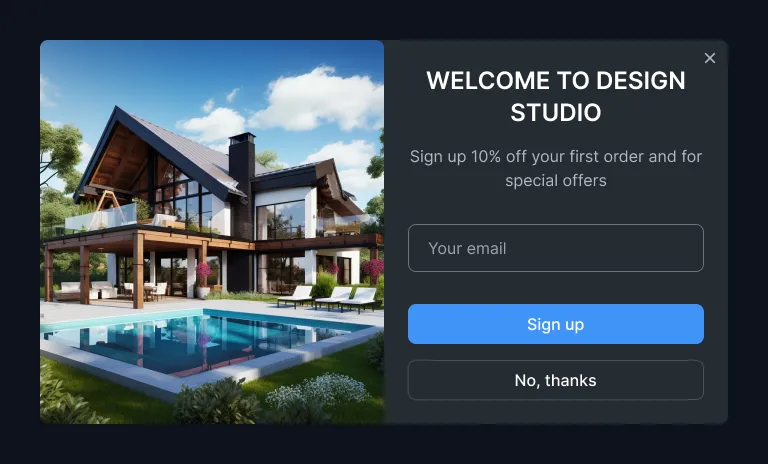 WELCOME TO DESIGN
STUDIO
Sign up 10% off your first order and for
special offers
Your email
Sign up
No, thanks